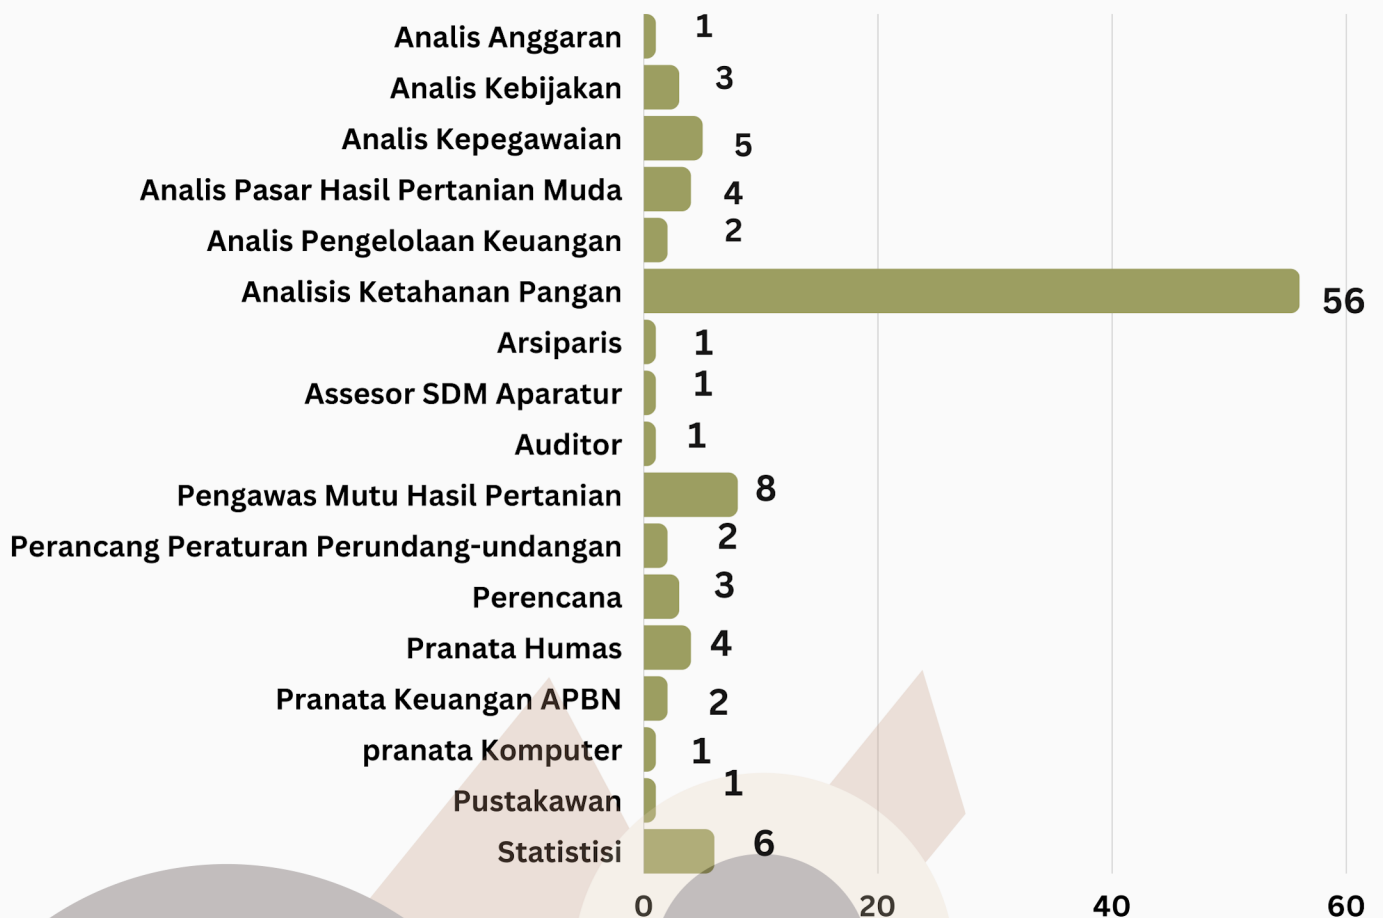 Analis Anggaran 1
Analis Kebijakan 3
Analis Kepegawaian 5
Analis Pasar Hasil Pertanian Muda 4
Analis Pengelolaan Keuangan 2
Analisis Ketahanan Pangan 56
Arsiparis 1
Assesor SDM Aparatur 1
Auditor 1
Pengawas Mutu Hasil Pertanian 8
Perancang Peraturan Perundang-undangan 2
Perencana 3
Pranata Humas 4
Pranata Keuangan APBN 2
pranata Komputer 1
Pustakawan 1
Statistisi 6
0 20 40 60